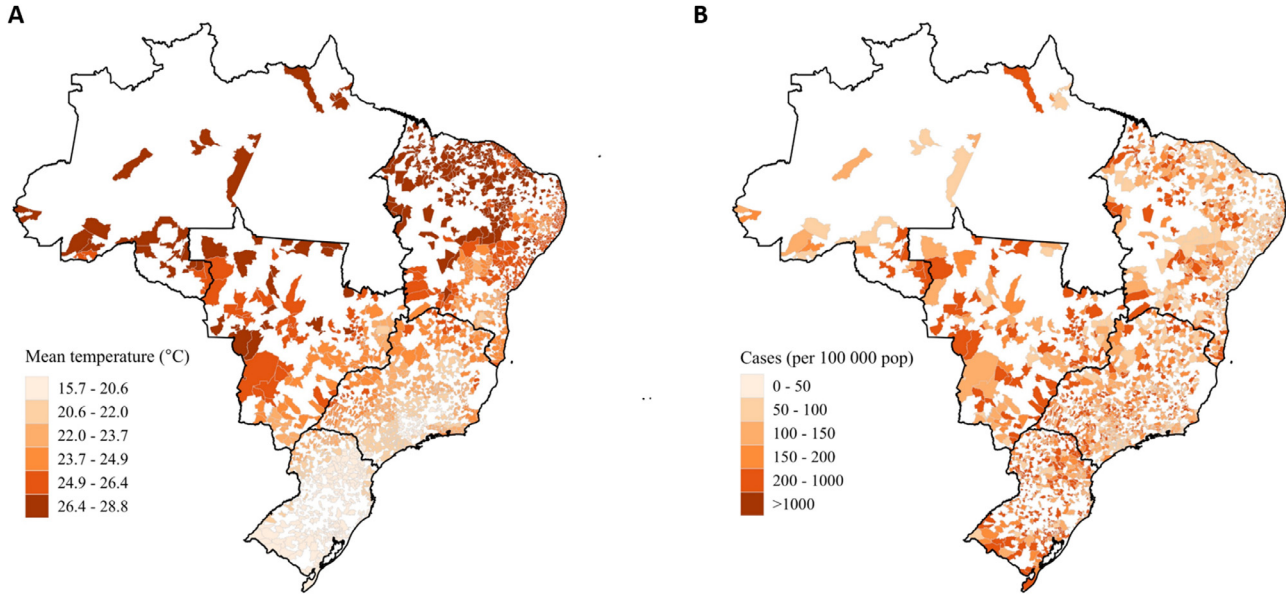 A
B
Mean temperature (°C)
15.7 - 20.6
20.6 - 22.0
22.0 - 23.7
23.7 - 24.9
24.9 - 26.4
26.4 - 28.8
Cases (per 100 000 pop)
0 - 50
50 - 100
100 - 150
150 - 200
200 - 1000
>1000